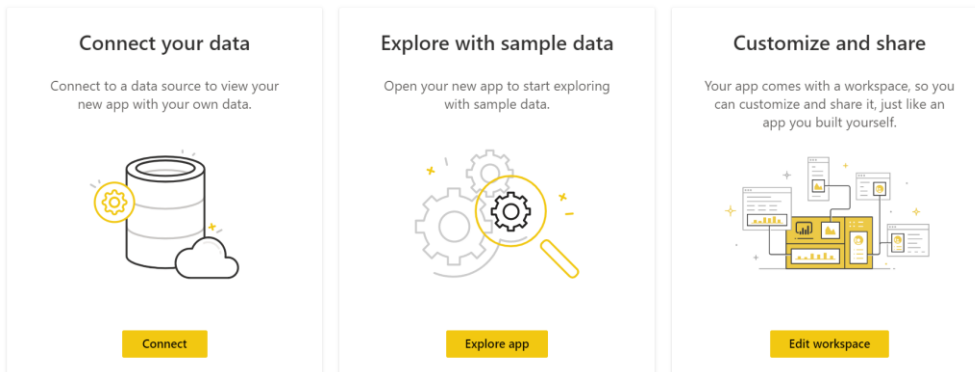 Connect your data
Connect to a data source to view your
new app with your own data.
Connect
Explore with sample data
Open your new app to start exploring
with sample data.
Explore app
Customize and share
Your app comes with a workspace, so you
can customize and share it, just like an
app you built yourself.
Edit workspace